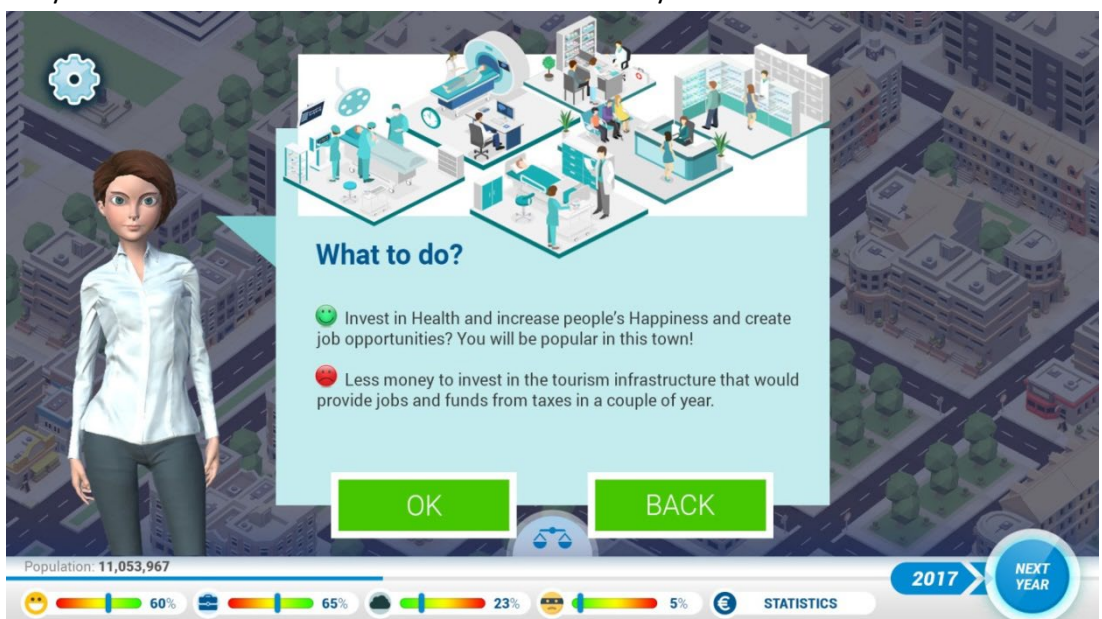 What to do?
Invest in Health and increase people's Happiness and create
job opportunities? You will be popular in this town!
Less money to invest in the tourism infrastructure that would
provide jobs and funds from taxes in a couple of year.
OK
BACK
Population: 11,053,967
2017
NEXT
YEAR
60%
65%
23%
5%
€
STATISTICS